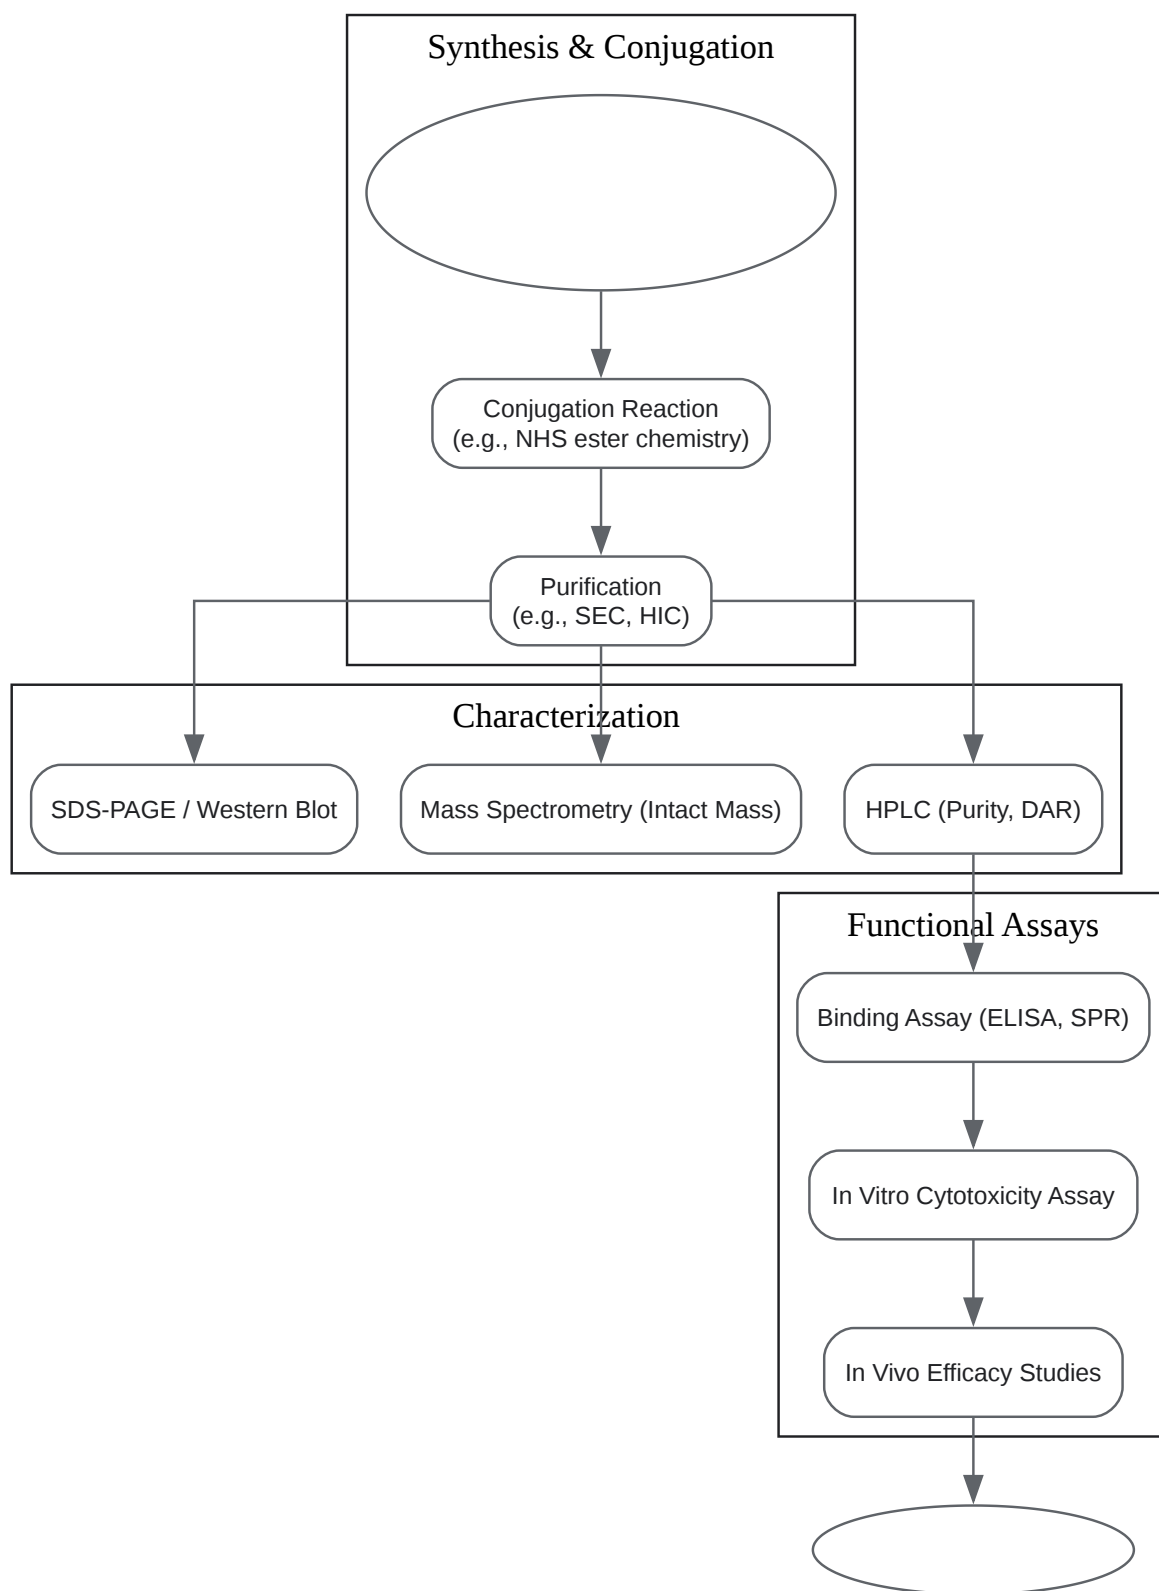 Synthesis & Conjugation
Conjugation Reaction
(e.g., NHS ester chemistry)
Purification
(e.g., SEC, HIC)
Characterization
SDS-PAGE / Western Blot
Mass Spectrometry (Intact Mass)
HPLC (Purity, DAR)
Functional Assays
Binding Assay (ELISA, SPR)
In Vitro Cytotoxicity Assay
In Vivo Efficacy Studies